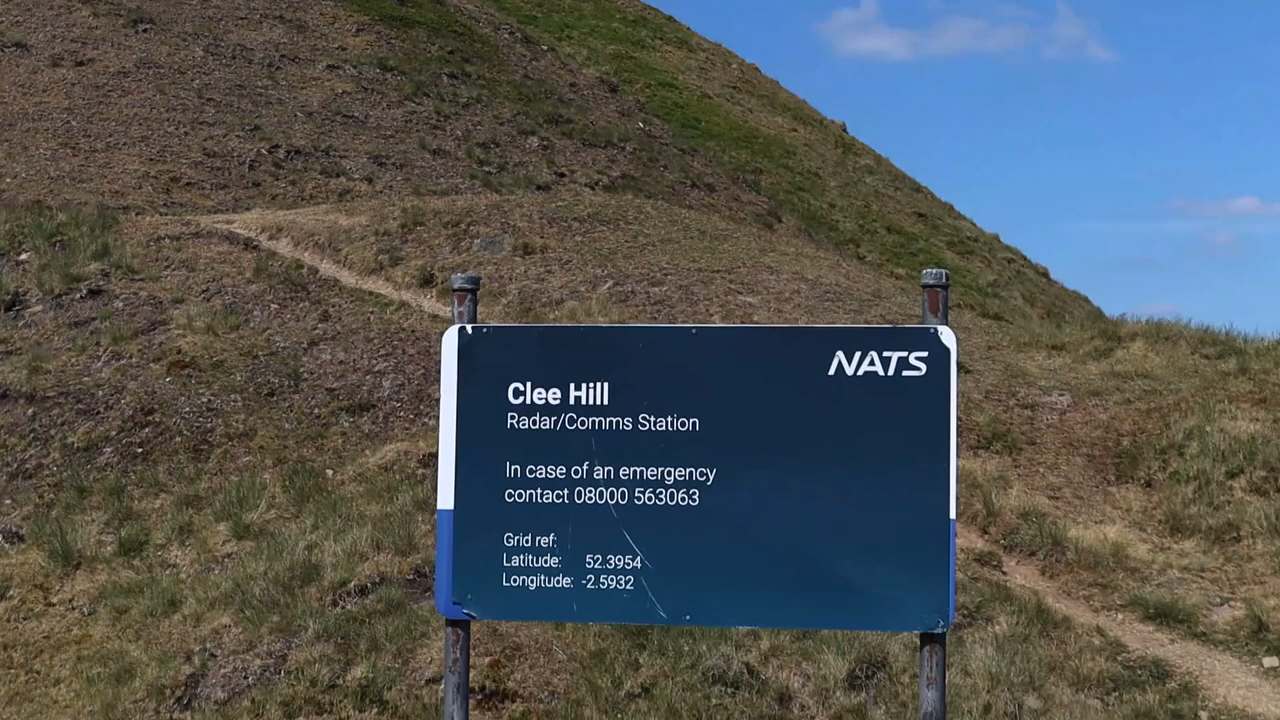 NATS
Clee Hill
Radar/Comms Station
In case of an emergency
contact 08000 563063
Grid ref:
Latitude: 52.3954
Longitude: -2.5932